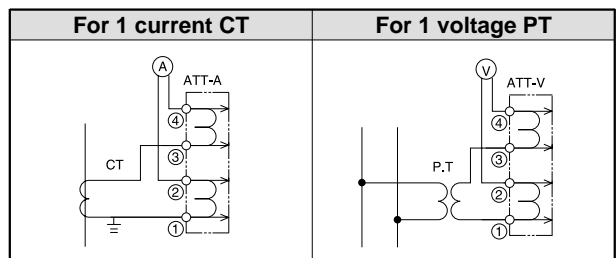 For 1 current CT
For 1 voltage PT
A
ATT-A
④
③
CT
②
①
V
ATT-V
④
③
P.T
②
①